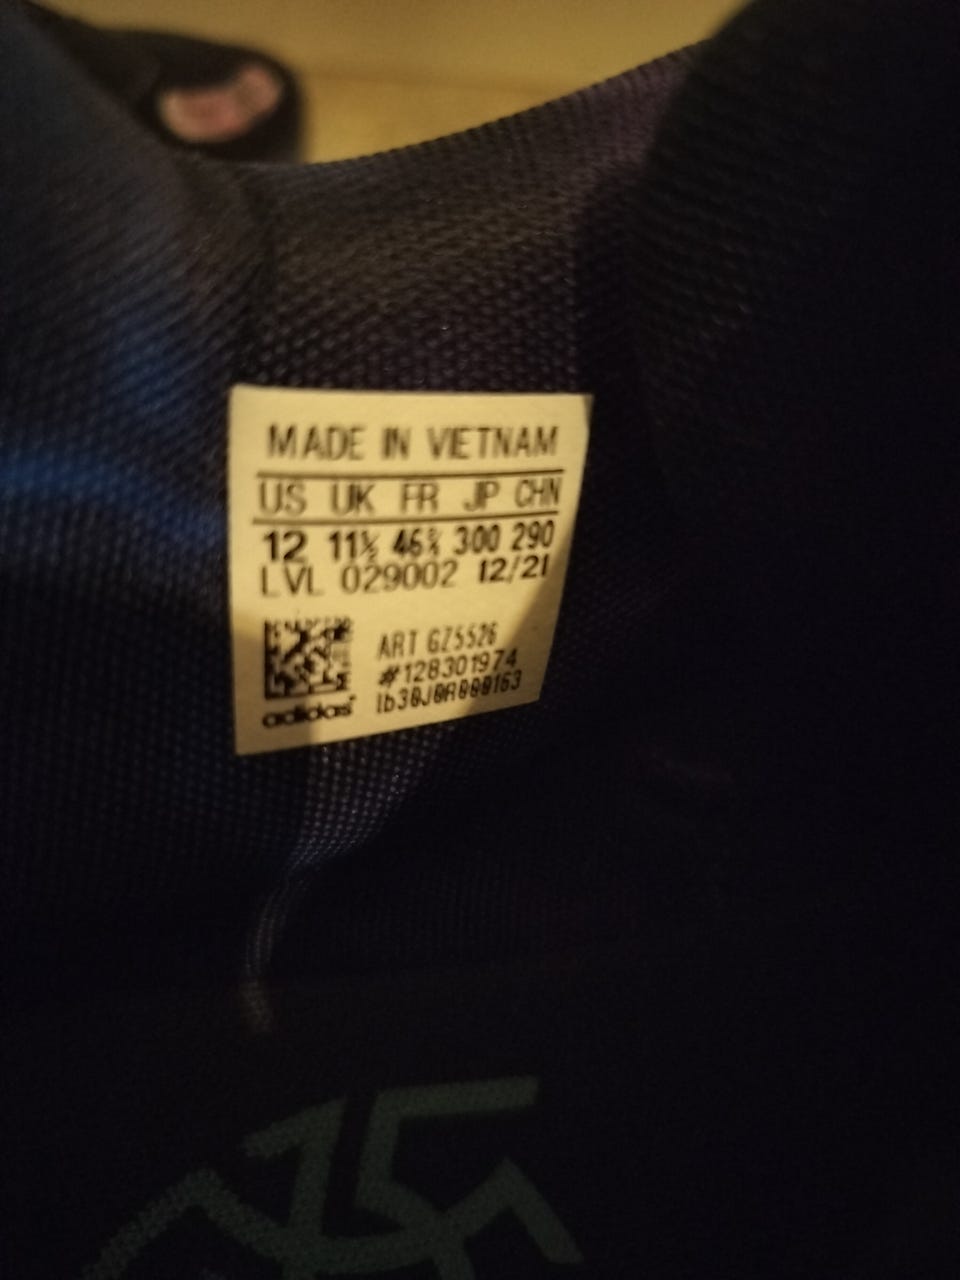 MADE IN VIETNAM
US UK FR JP CHN
12 11½ 46⅔ 300 290
LVL 029002 12/21
ART GZ5526
#128301974
adidas